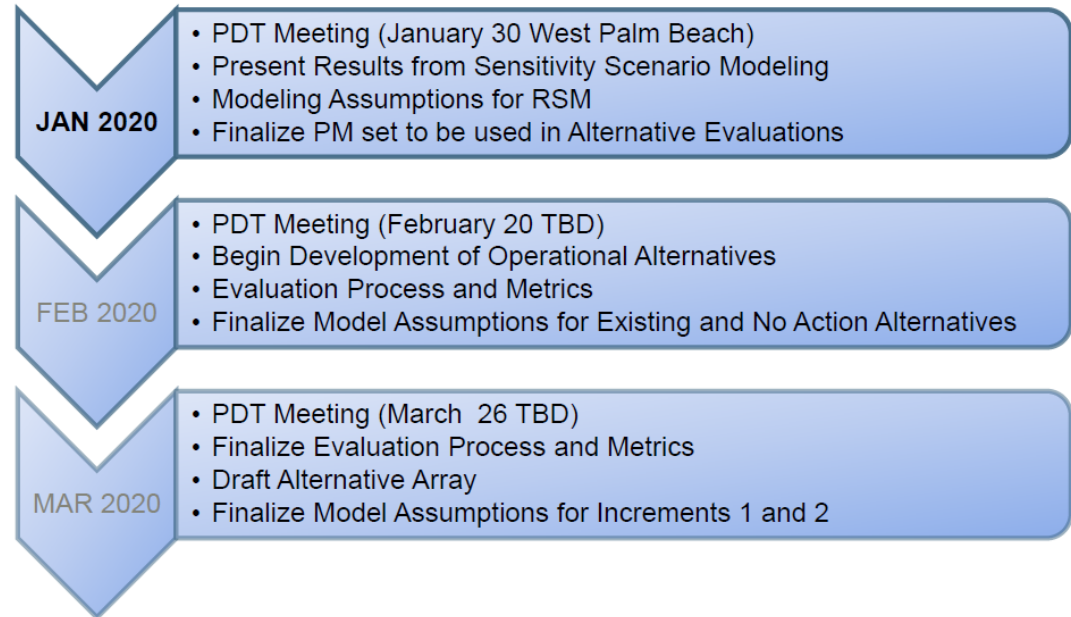 JAN 2020
• PDT Meeting (January 30 West Palm Beach)
• Present Results from Sensitivity Scenario Modeling
• Modeling Assumptions for RSM
• Finalize PM set to be used in Alternative Evaluations
FEB 2020
• PDT Meeting (February 20 TBD)
• Begin Development of Operational Alternatives
• Evaluation Process and Metrics
• Finalize Model Assumptions for Existing and No Action Alternatives
MAR 2020
• PDT Meeting (March  26 TBD)
• Finalize Evaluation Process and Metrics
• Draft Alternative Array
• Finalize Model Assumptions for Increments 1 and 2